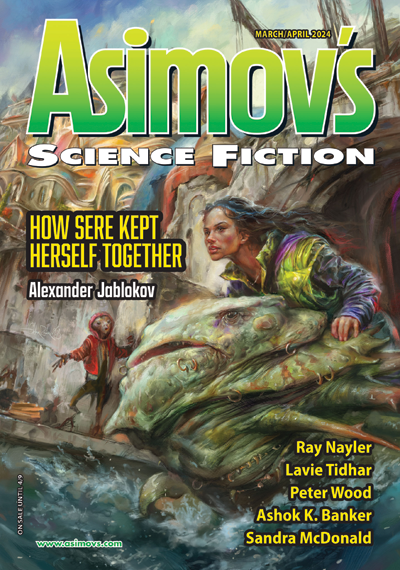 MARCH/APRIL 2024
Asimov's
SCIENCE FICTION
HOW SERE KEPT
HERSELF TOGETHER
Alexander Jablokov
Ray Nayler
Lavie Tidhar
Peter Wood
Ashok K. Banker
Sandra McDonald
ON SALE UNTIL 4/9
www.asimovs.com